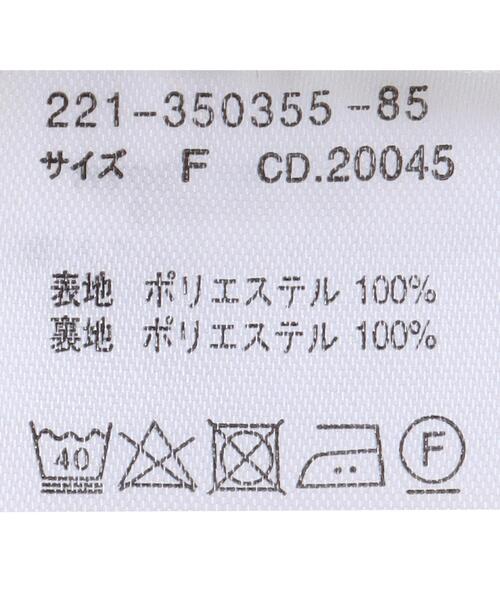 221-350355-85
サイズ F CD.20045
表地 ポリエステル 100%
裏地 ポリエステル 100%
40 F